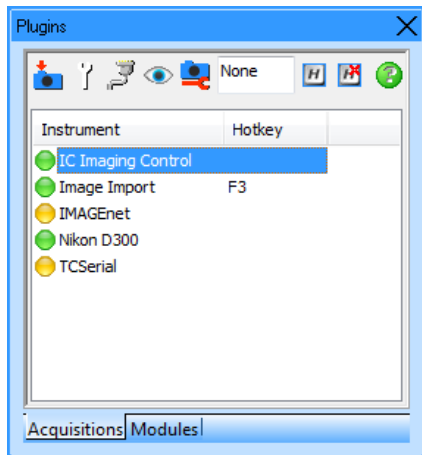 Plugins
None H H ?
Instrument Hotkey
IC Imaging Control
Image Import F3
IMAGEnet
Nikon D300
TCSerial
Acquisitions Modules